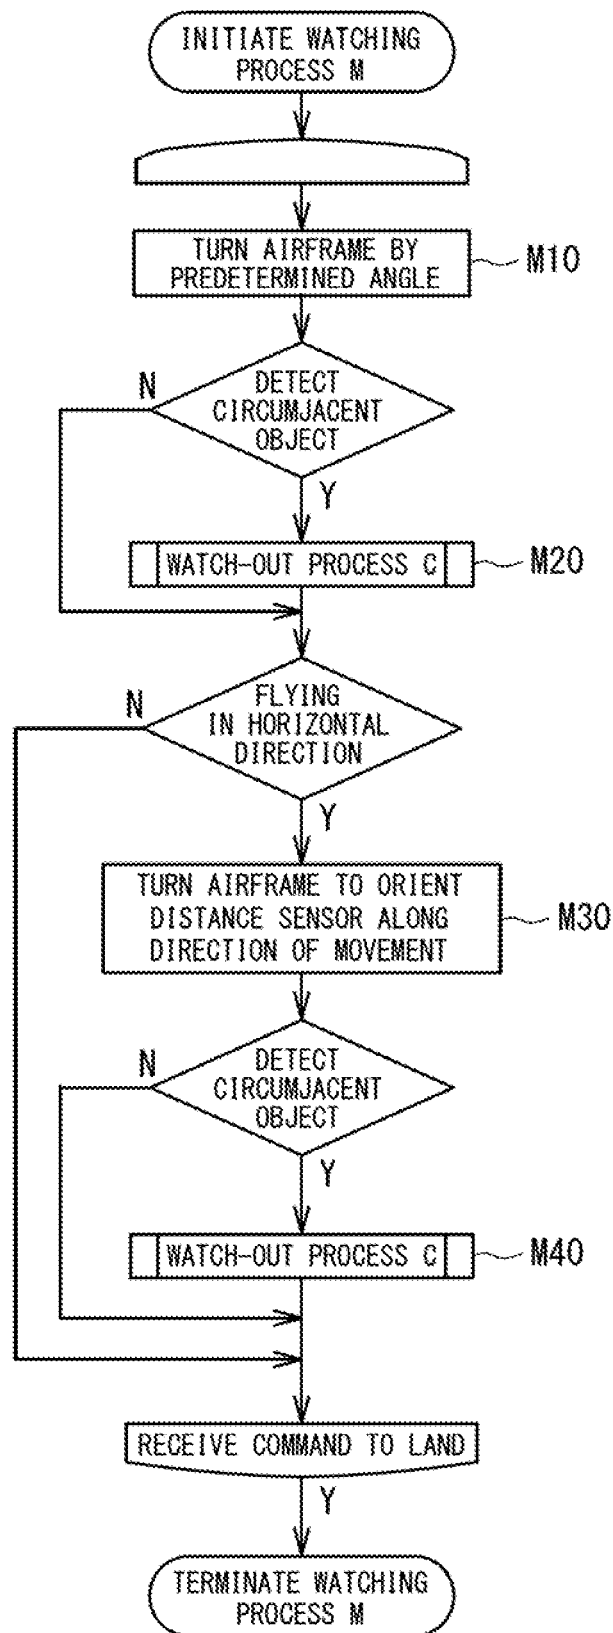 INITIATE WATCHING
PROCESS M
TURN AIRFRAME BY
PREDETERMINED ANGLE
M10
DETECT
CIRCUMJACENT
OBJECT
N
Y
WATCH-OUT PROCESS C
M20
FLYING
IN HORIZONTAL
DIRECTION
N
Y
TURN AIRFRAME TO ORIENT
DISTANCE SENSOR ALONG
DIRECTION OF MOVEMENT
M30
DETECT
CIRCUMJACENT
OBJECT
N
Y
WATCH-OUT PROCESS C
M40
RECEIVE COMMAND TO LAND
Y
TERMINATE WATCHING
PROCESS M